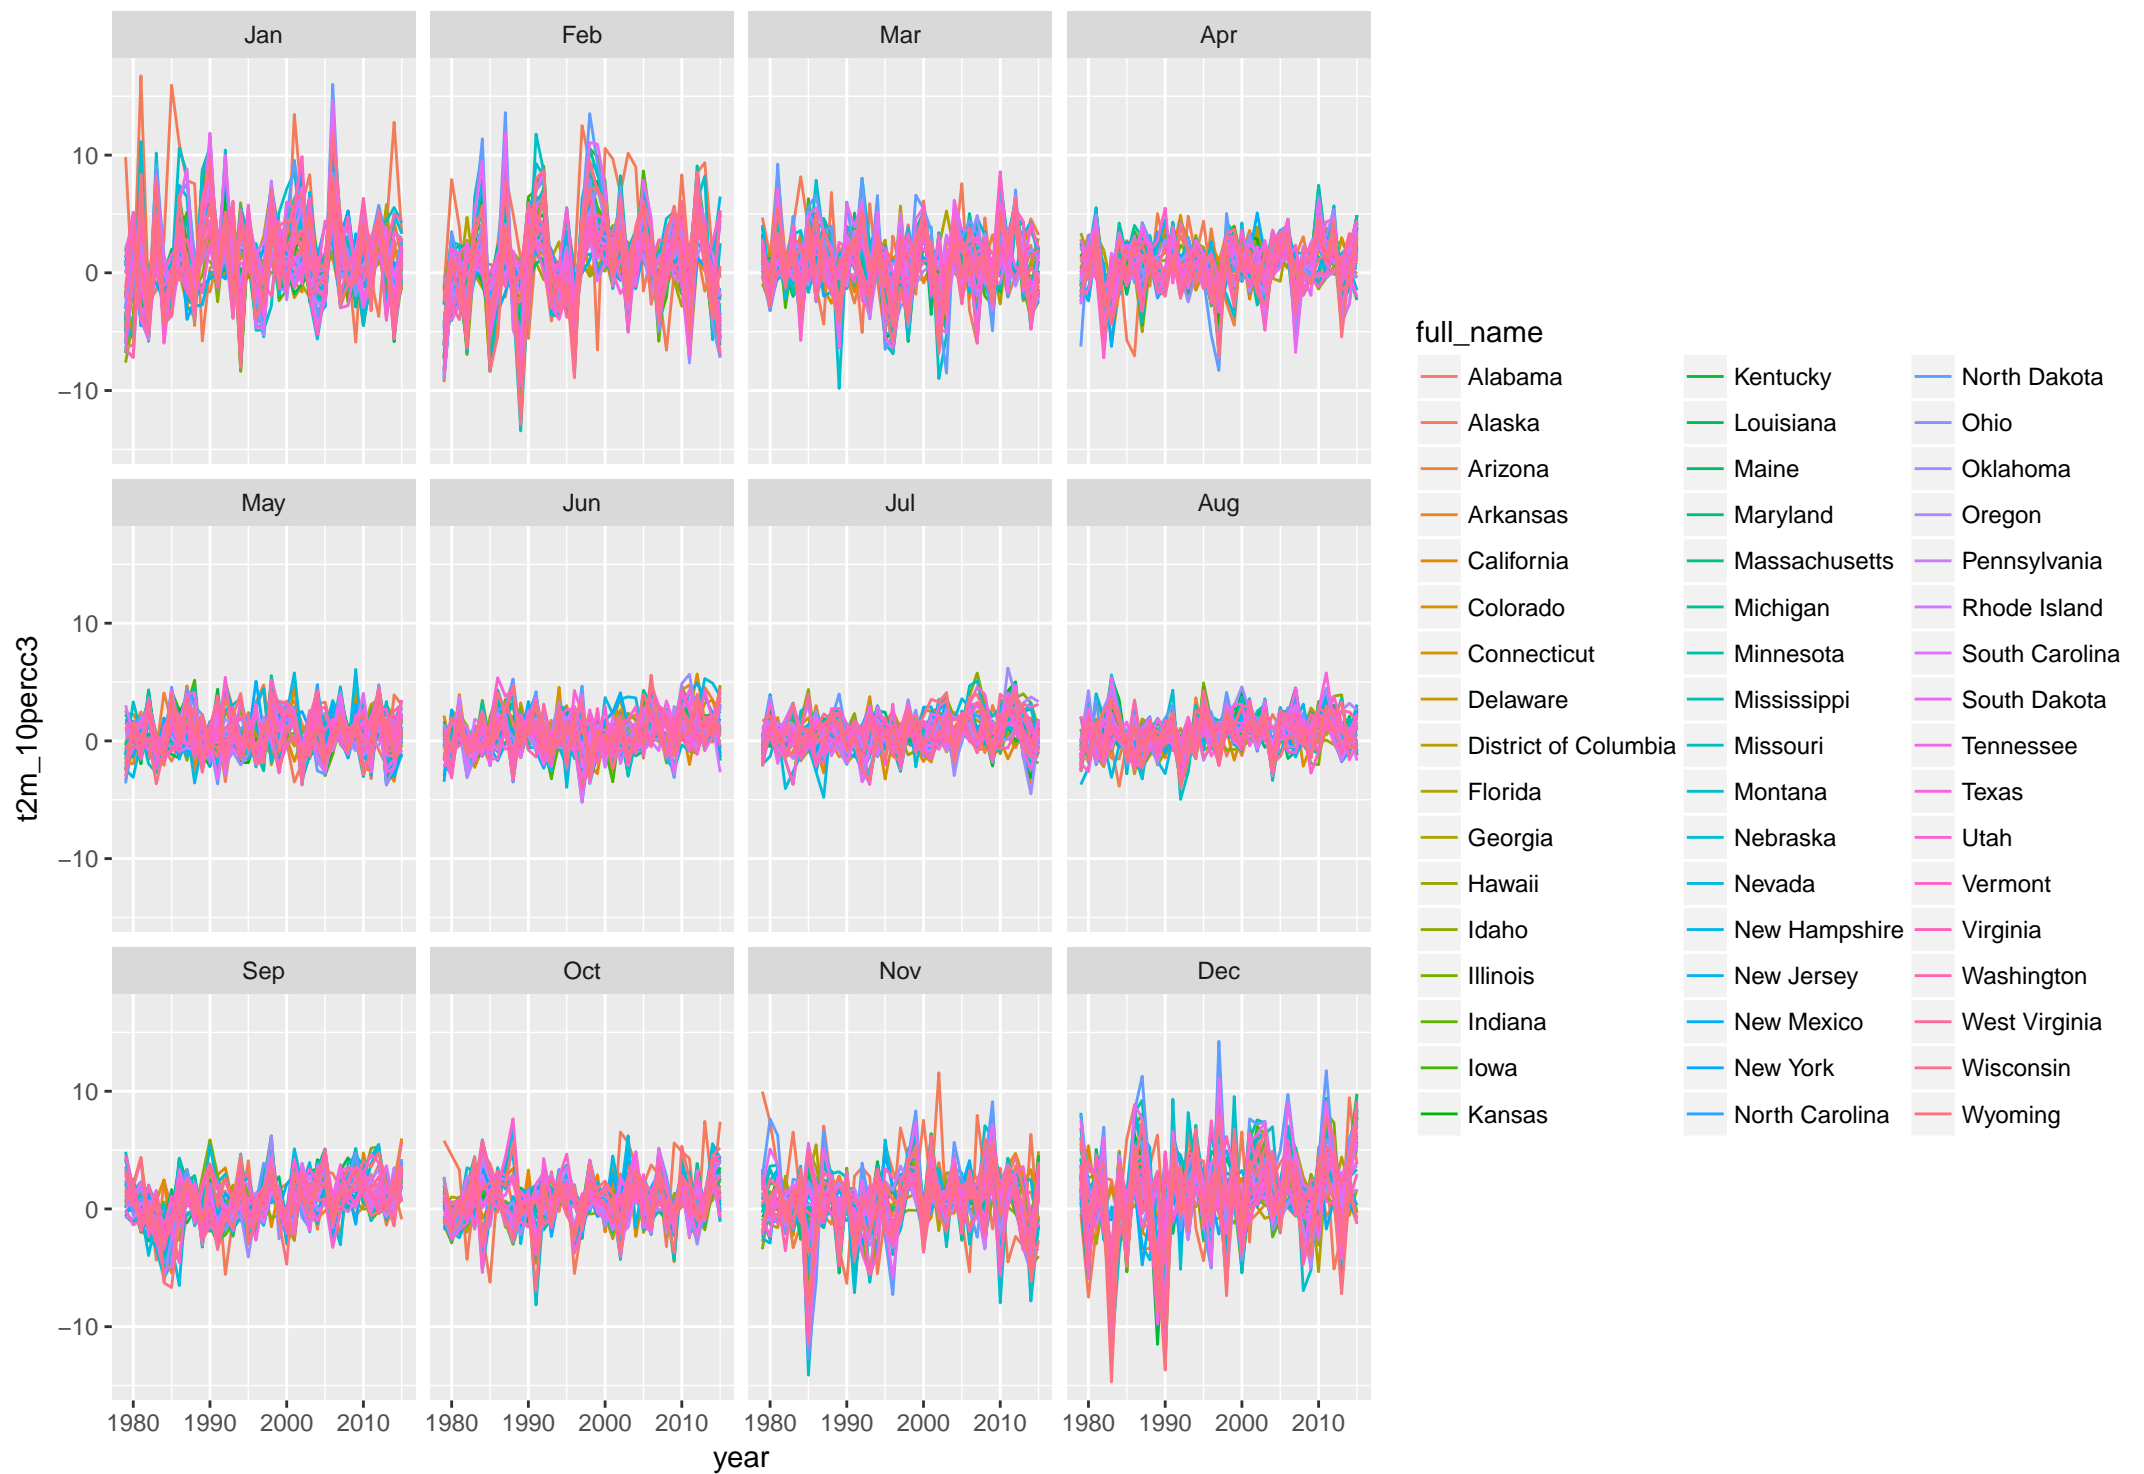 Jan Feb Mar Apr
10
0
−10
May Jun Jul Aug
10
0
−10
Sep Oct Nov Dec
10
0
−10
1980 1990 2000 2010 1980 1990 2000 2010 1980 1990 2000 2010 1980 1990 2000 2010
year
t2m_10percc3
full_name
Alabama Kentucky North Dakota
Alaska Louisiana Ohio
Arizona Maine Oklahoma
Arkansas Maryland Oregon
California Massachusetts Pennsylvania
Colorado Michigan Rhode Island
Connecticut Minnesota South Carolina
Delaware Mississippi South Dakota
District of Columbia Missouri Tennessee
Florida Montana Texas
Georgia Nebraska Utah
Hawaii Nevada Vermont
Idaho New Hampshire Virginia
Illinois New Jersey Washington
Indiana New Mexico West Virginia
Iowa New York Wisconsin
Kansas North Carolina Wyoming